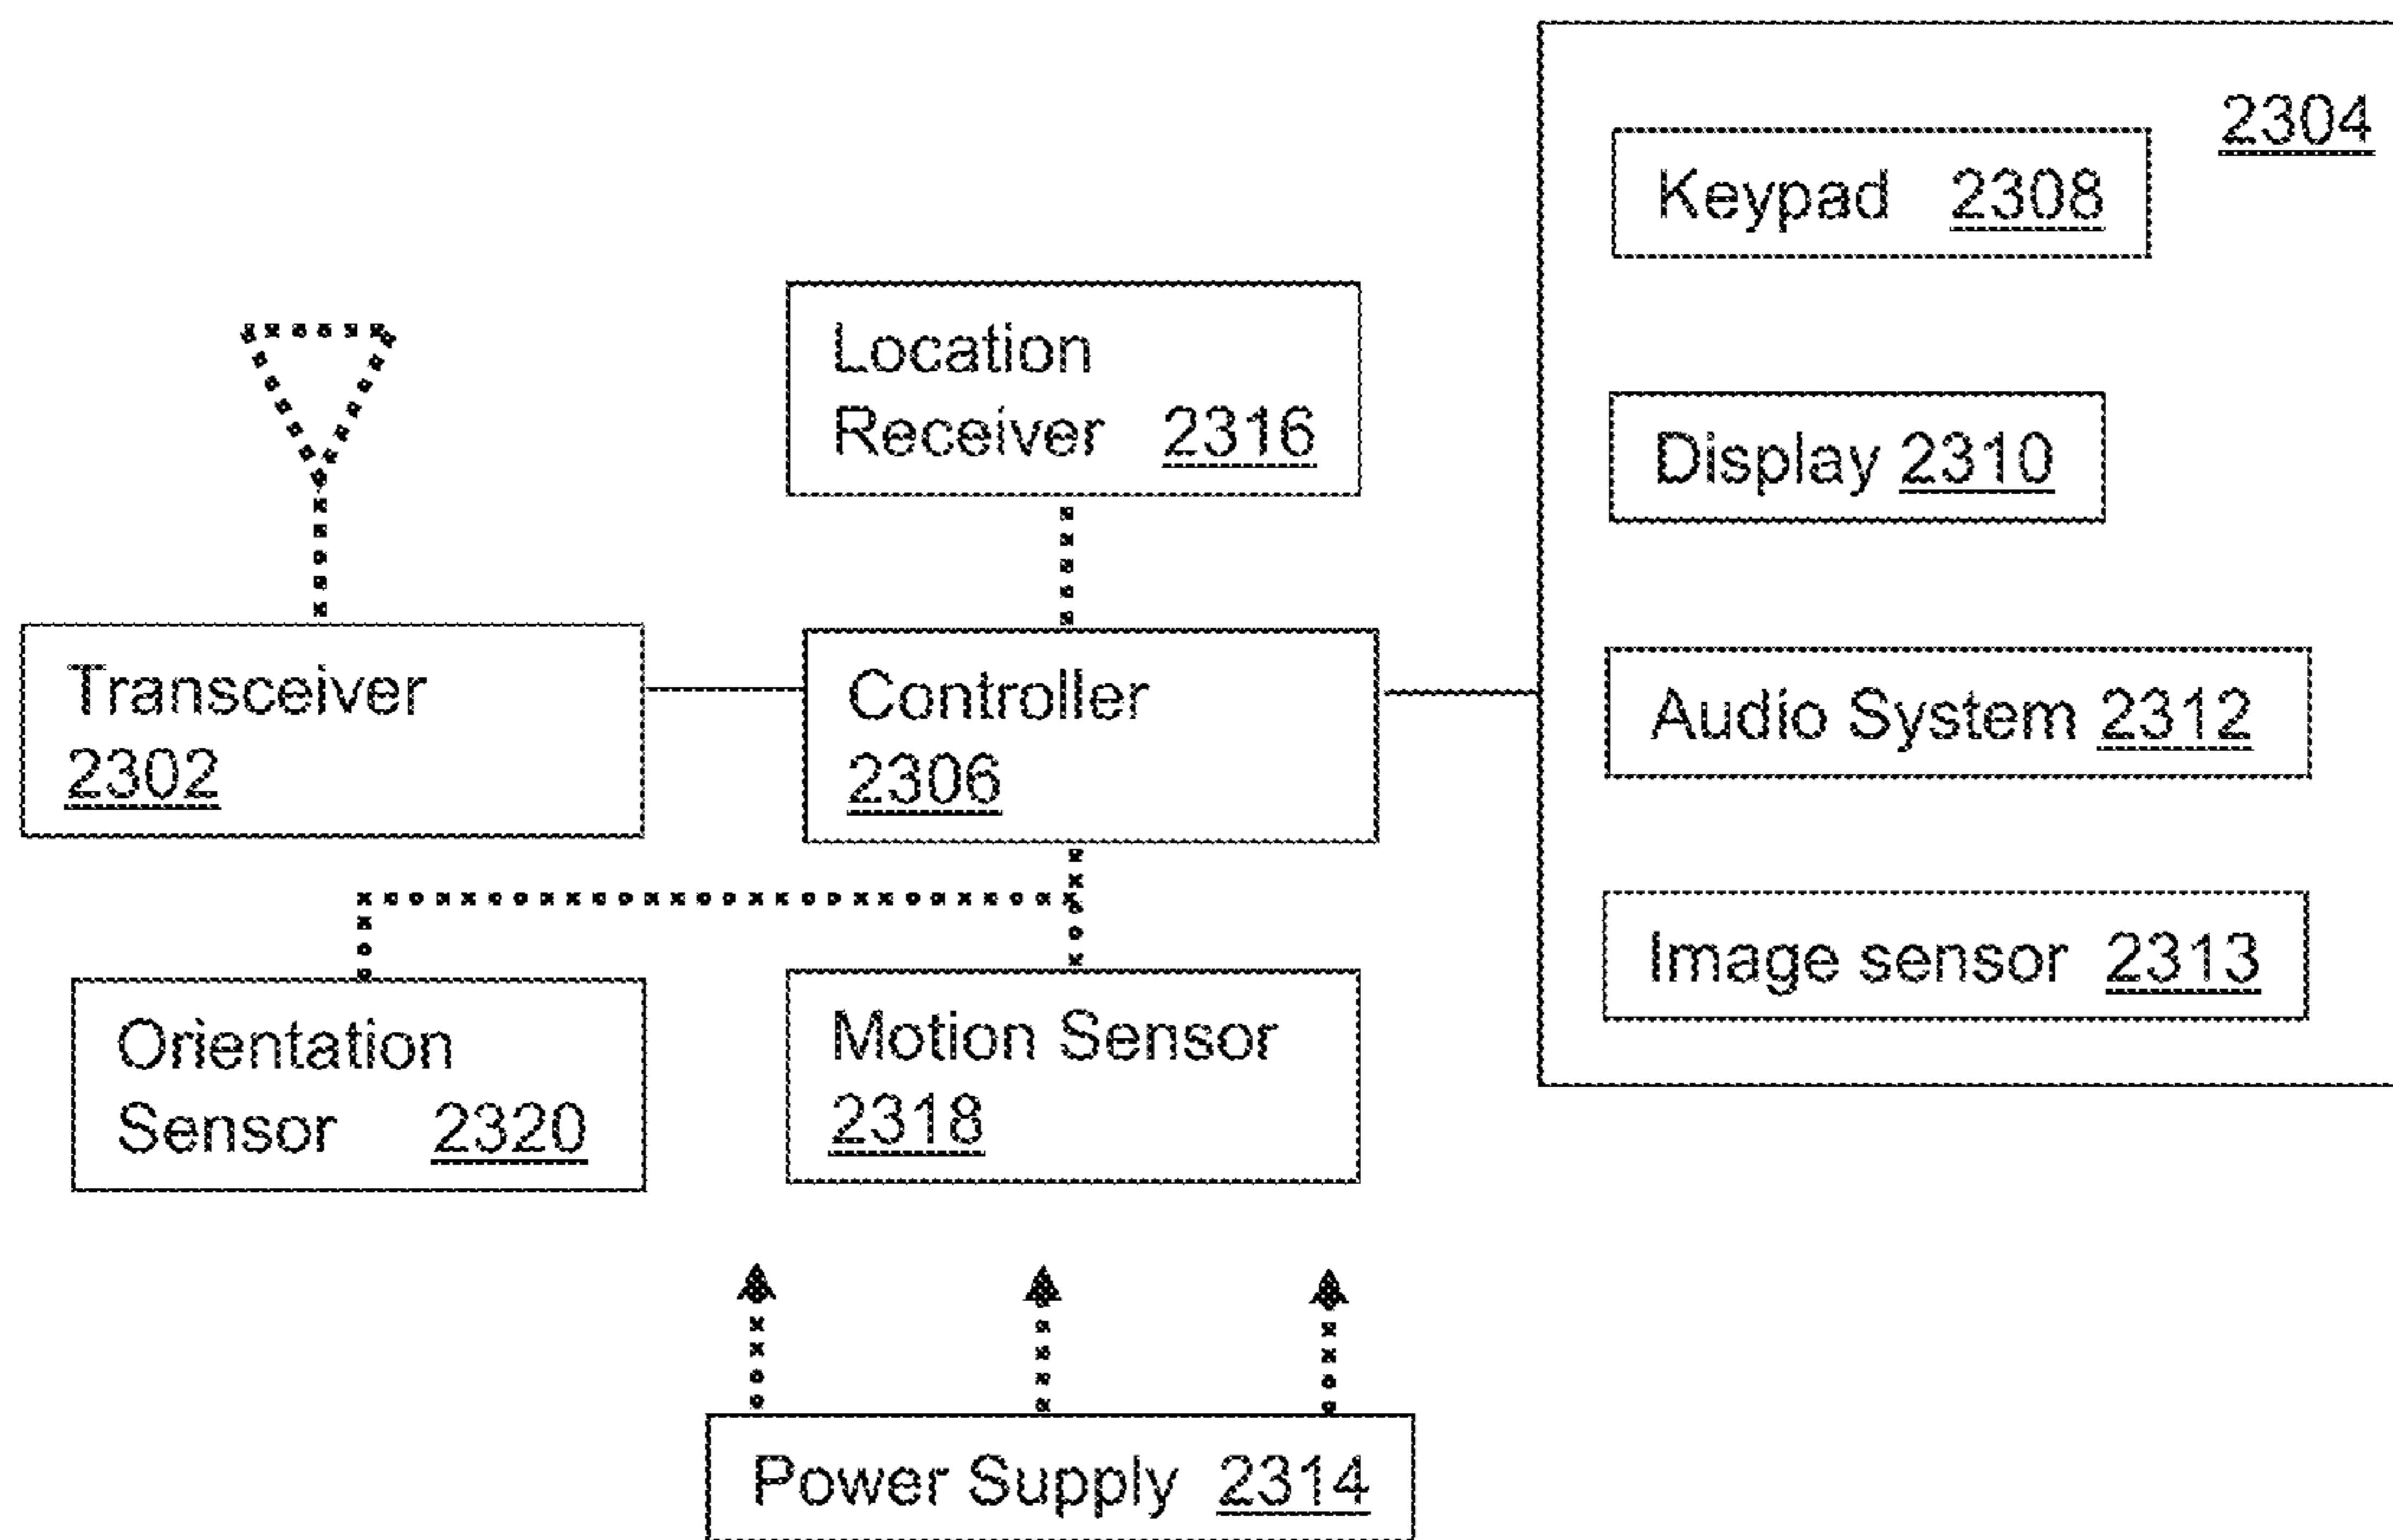 2304
Keypad 2308
Location
Receiver 2316
Display 2310
Transceiver
2302
Controller
2306
Audio System 2312
Image sensor 2313
Orientation
Sensor 2320
Motion Sensor
2318
Power Supply 2314